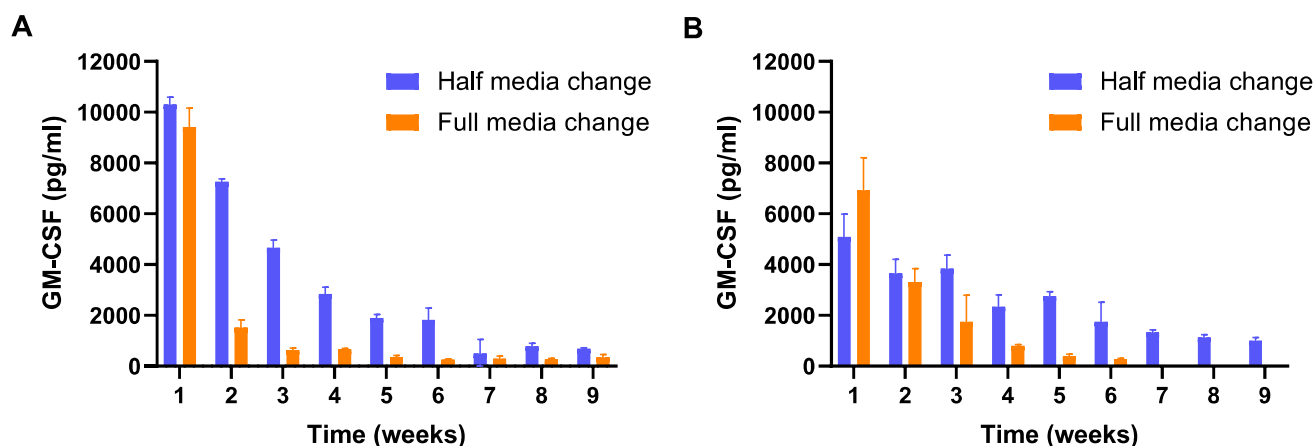 A
GM-CSF (pg/ml)
12000
10000
8000
6000
4000
2000
0
Half media change
Full media change
1 2 3 4 5 6 7 8 9
Time (weeks)
B
GM-CSF (pg/ml)
12000
10000
8000
6000
4000
2000
0
Half media change
Full media change
1 2 3 4 5 6 7 8 9
Time (weeks)